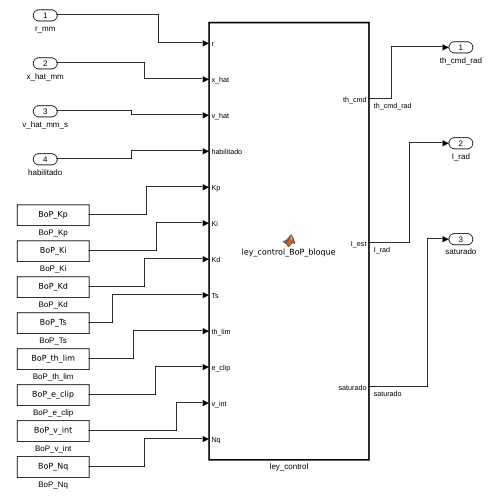 1
r_mm
2
x_hat_mm
3
v_hat_mm_s
4
habilitado
BoP_Kp
BoP_Kp
BoP_Ki
BoP_Ki
BoP_Kd
BoP_Kd
BoP_Ts
BoP_Ts
BoP_th_lim
BoP_th_lim
BoP_e_clip
BoP_e_clip
BoP_v_int
BoP_v_int
BoP_Nq
BoP_Nq
r
x_hat
v_hat
habilitado
Kp
Ki
Kd
Ts
th_lim
e_clip
v_int
Nq
ley_control_BoP_bloque
ley_control
th_cmd
th_cmd_rad
I_est
I_rad
saturado
saturado
1
th_cmd_rad
2
I_rad
3
saturado